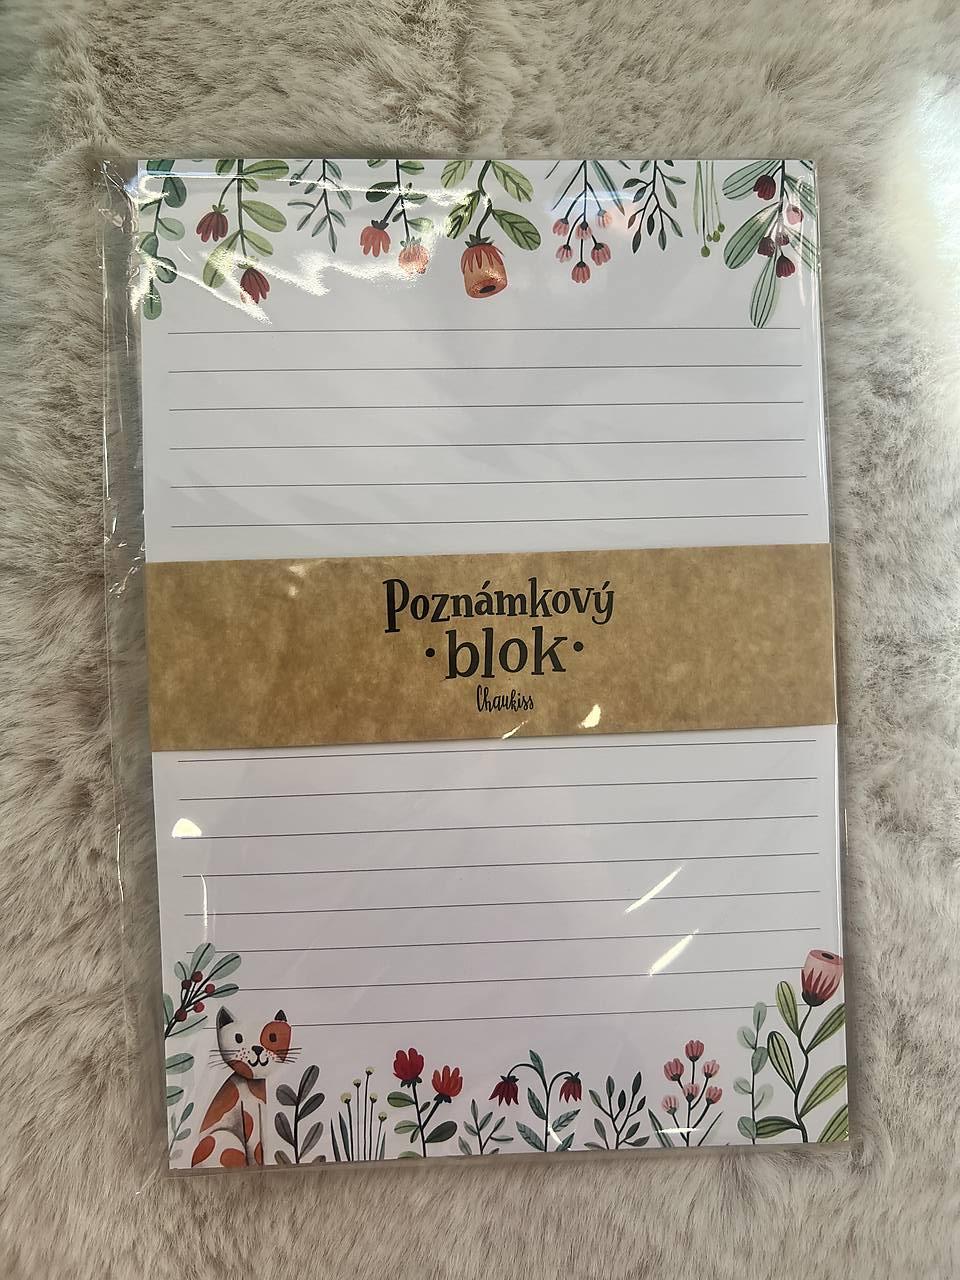 Poznámkový
• blok •
Chaukiss